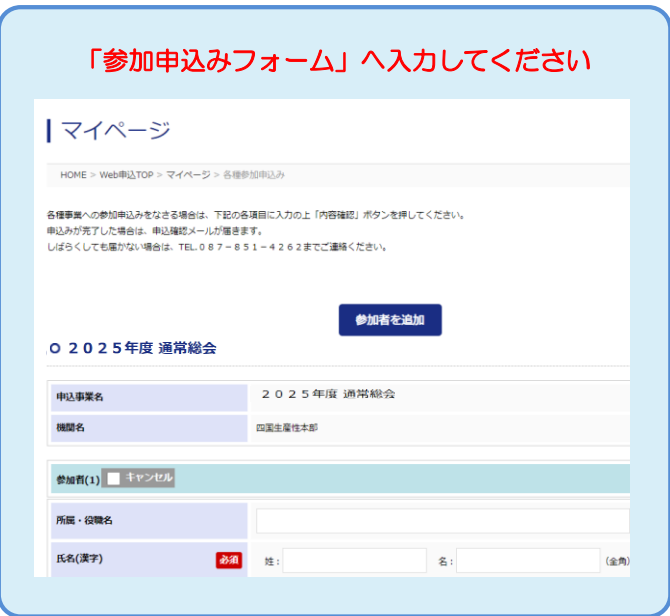 「参加申込みフォーム」へ入力してください
マイページ
HOME > Web申込TOP > マイページ > 各種参加申込み
各種事業への参加申込みをなさる場合は、下記の各項目に入力の上「内容確認」ボタンを押してください。
申込みが完了した場合は、申込確認メールが届きます。
しばらくしても届かない場合は、TEL.０８７－８５１－４２６２までご連絡ください。
参加者を追加
２０２５年度 通常総会
申込事業名 ２０２５年度 通常総会
機関名 四国生産性本部
参加者(1) キャンセル
所属・役職名
氏名(漢字) 必須 姓： 名： (全角)